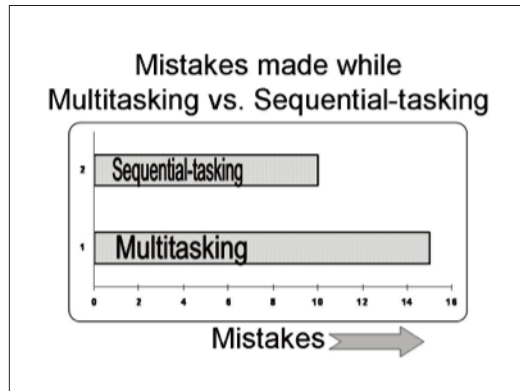 Mistakes made while
Multitasking vs. Sequential-tasking
2
Sequential-tasking
1
Multitasking
0 2 4 6 8 10 12 14 16
Mistakes